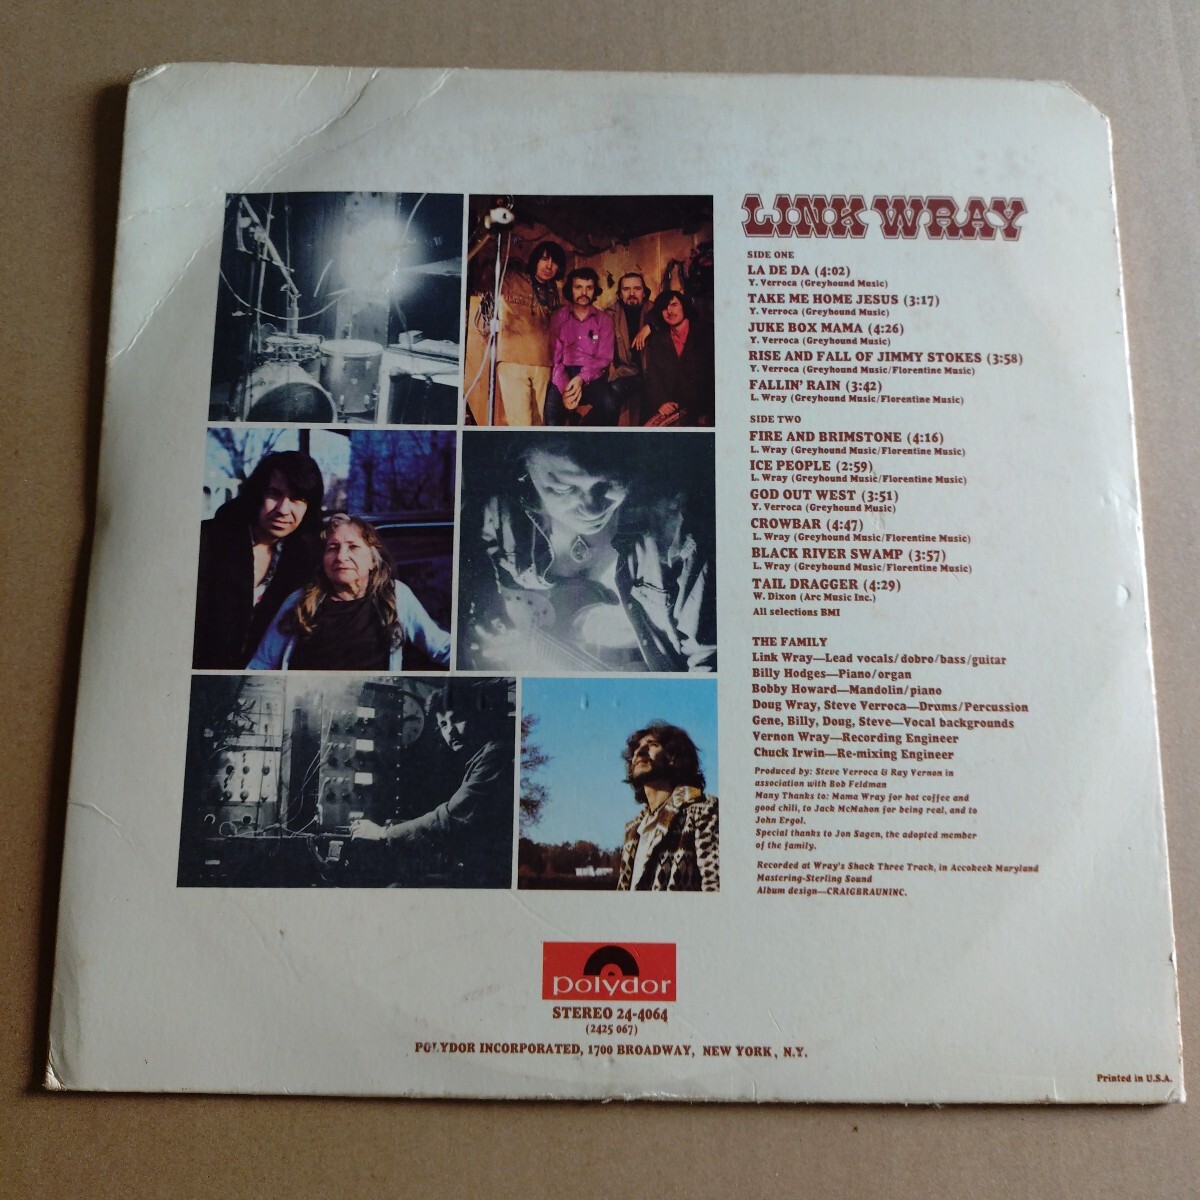 LINK WRAY
SIDE ONE
LA DE DA (4:02)
Y. Verroca (Greyhound Music)
TAKE ME HOME JESUS (3:17)
Y. Verroca (Greyhound Music)
JUKE BOX MAMA (4:26)
Y. Verroca (Greyhound Music)
RISE AND FALL OF JIMMY STOKES (3:58)
Y. Verroca (Greyhound Music/Florentine Music)
FALLIN' RAIN (3:42)
L. Wray (Greyhound Music/Florentine Music)
SIDE TWO
FIRE AND BRIMSTONE (4:16)
L. Wray (Greyhound Music/Florentine Music)
ICE PEOPLE (2:59)
L. Wray (Greyhound Music/Florentine Music)
GOD OUT WEST (3:51)
Y. Verroca (Greyhound Music)
CROWBAR (4:47)
L. Wray (Greyhound Music/Florentine Music)
BLACK RIVER SWAMP (3:57)
L. Wray (Greyhound Music/Florentine Music)
TAIL DRAGGER (4:29)
W. Dixon (Arc Music Inc.)
All selections BMI
THE FAMILY
Link Wray—Lead vocals/dobro/bass/guitar
Billy Hodges—Piano/organ
Bobby Howard—Mandolin/piano
Doug Wray, Steve Verroca—Drums/Percussion
Gene, Billy, Doug, Steve—Vocal backgrounds
Vernon Wray—Recording Engineer
Chuck Irwin—Re-mixing Engineer
Produced by: Steve Verroca & Ray Vernon in
association with Bob Feldman
Many Thanks to: Mama Wray for hot coffee and
good chili, to Jack McMahon for being real, and to
John Ergol.
Special thanks to Jon Sagen, the adopted member
of the family.
Recorded at Wray's Shack Three Track, in Accokeek Maryland
Mastering-Sterling Sound
Album design—CRAIGBRAUNINC.
polydor
STEREO 24-4064
(2425 067)
POLYDOR INCORPORATED, 1700 BROADWAY, NEW YORK, N.Y.
Printed in U.S.A.